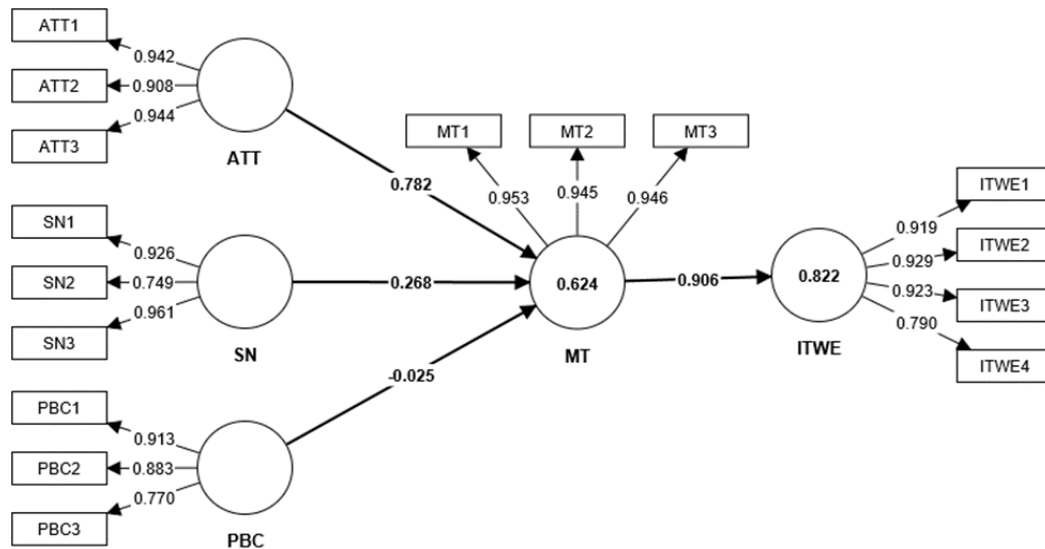 ATT1
0.942
ATT2
0.908
0.944
ATT3
ATT
0.782
MT1
MT2
MT3
0.953
0.945
0.946
SN1
0.926
SN2
0.749
0.961
SN3
SN
0.268
0.624
MT
0.906
0.822
ITWE
ITWE1
0.919
ITWE2
0.929
0.923
ITWE3
0.790
ITWE4
-0.025
PBC1
0.913
PBC2
0.883
0.770
PBC3
PBC